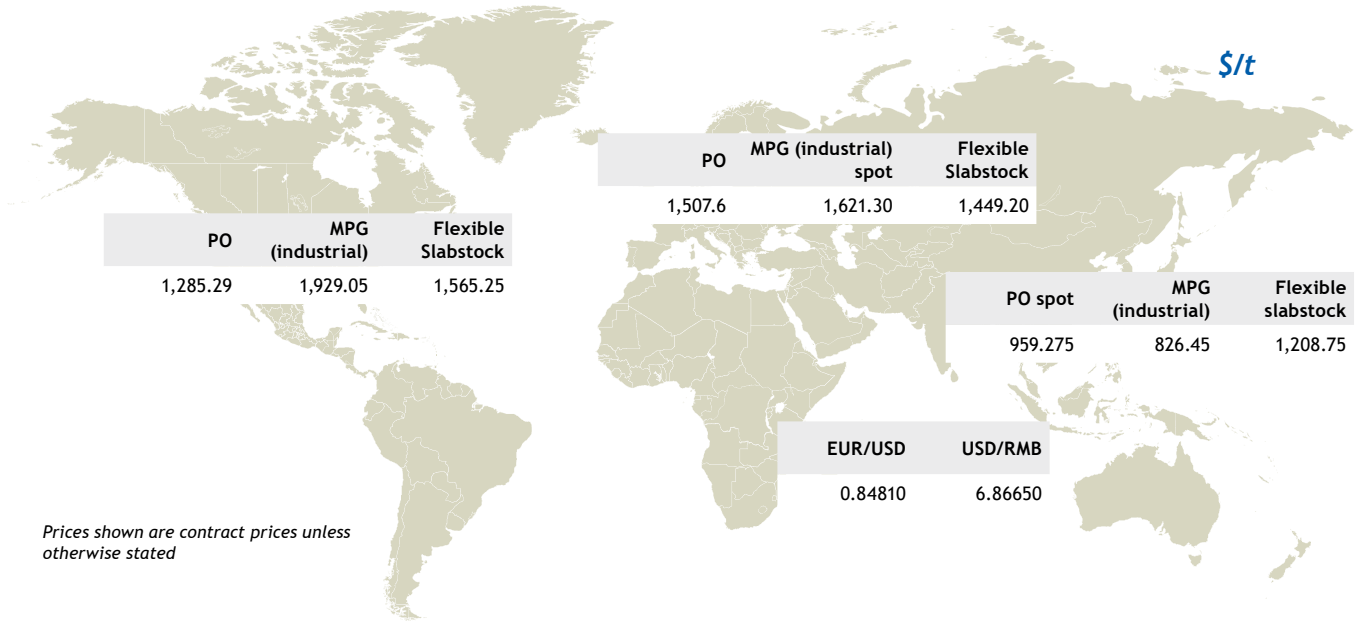 $/t
PO MPG (industrial) spot Flexible Slabstock
1,507.6 1,621.30 1,449.20
PO MPG (industrial) Flexible Slabstock
1,285.29 1,929.05 1,565.25
PO spot MPG (industrial) Flexible slabstock
959.275 826.45 1,208.75
EUR/USD USD/RMB
0.84810 6.86650
Prices shown are contract prices unless
otherwise stated